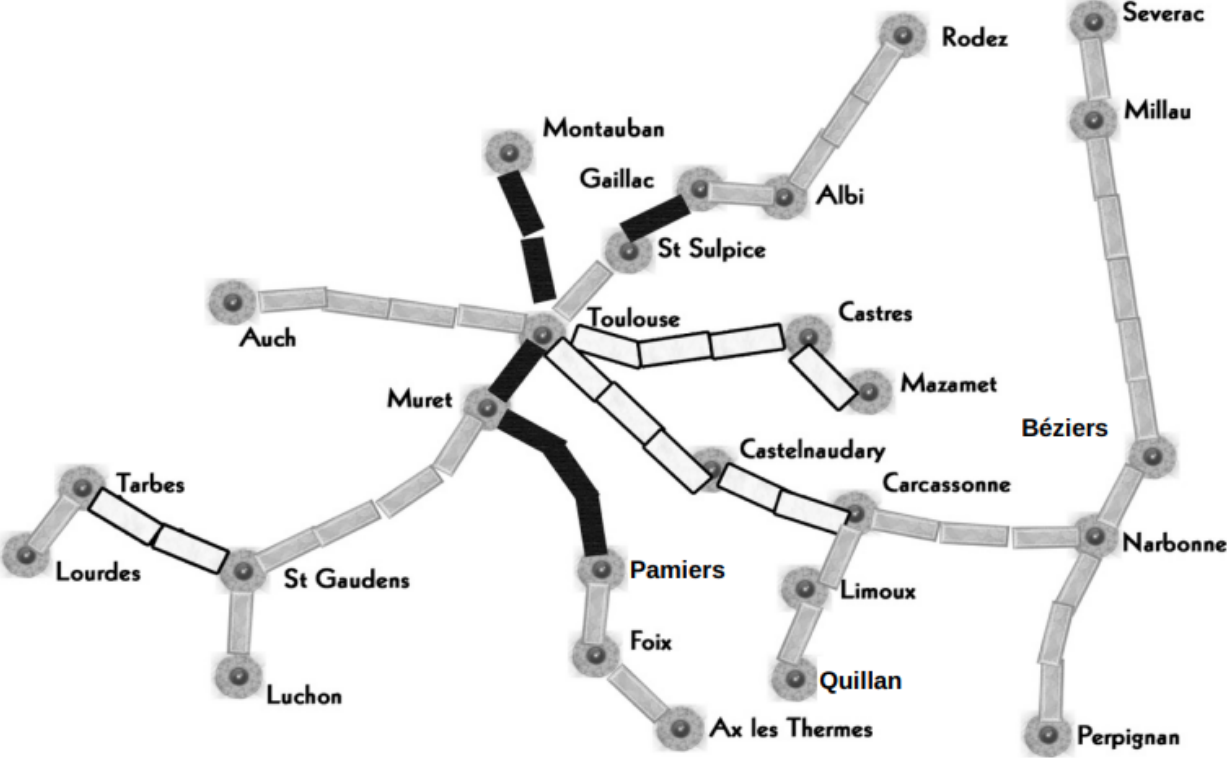 Severac
Rodez
Millau
Montauban
Gaillac
Albi
St Sulpice
Castres
Toulouse
Auch
Mazamet
Muret
Béziers
Castelnaudary
Tarbes
Carcassonne
Narbonne
Lourdes
St Gaudens
Pamiers
Limoux
Foix
Quillan
Luchon
Ax les Thermes
Perpignan